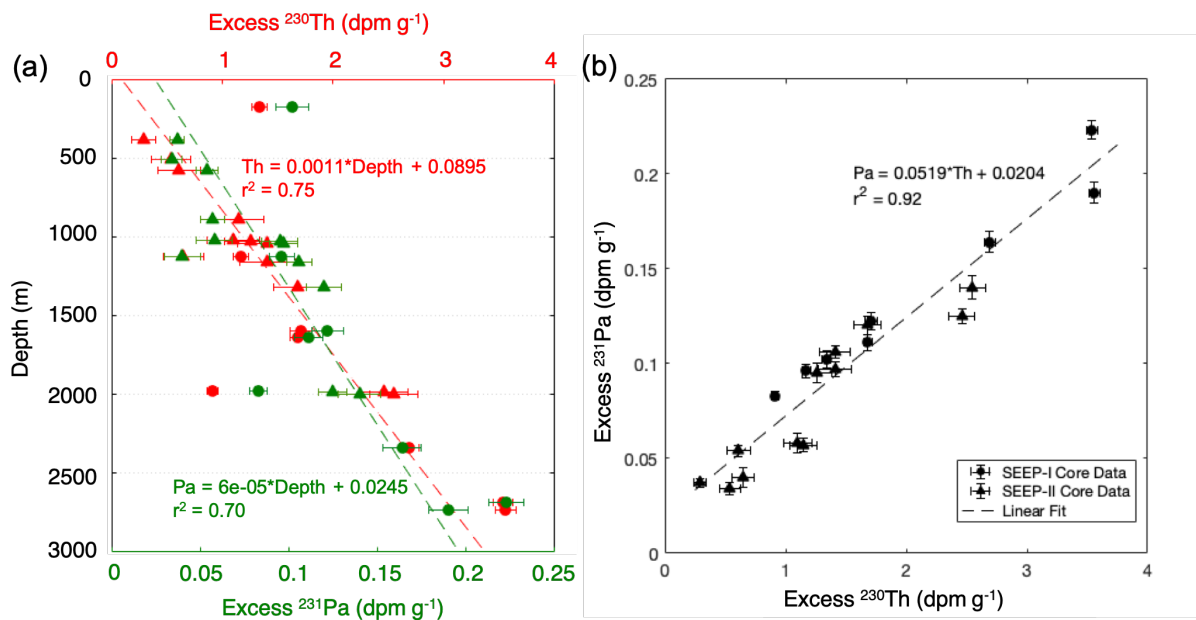 Excess ²³⁰Th (dpm g⁻¹)
(a)
0 1 2 3 4
0
500
1000
1500
2000
2500
3000
Depth (m)
Th = 0.0011*Depth + 0.0895
r² = 0.75
Pa = 6e-05*Depth + 0.0245
r² = 0.70
0 0.05 0.1 0.15 0.2 0.25
Excess ²³¹Pa (dpm g⁻¹)
(b)
0.25
0.2
0.15
0.1
0.05
0
Excess ²³¹Pa (dpm g⁻¹)
Pa = 0.0519*Th + 0.0204
r² = 0.92
SEEP-I Core Data
SEEP-II Core Data
Linear Fit
0 1 2 3 4
Excess ²³⁰Th (dpm g⁻¹)